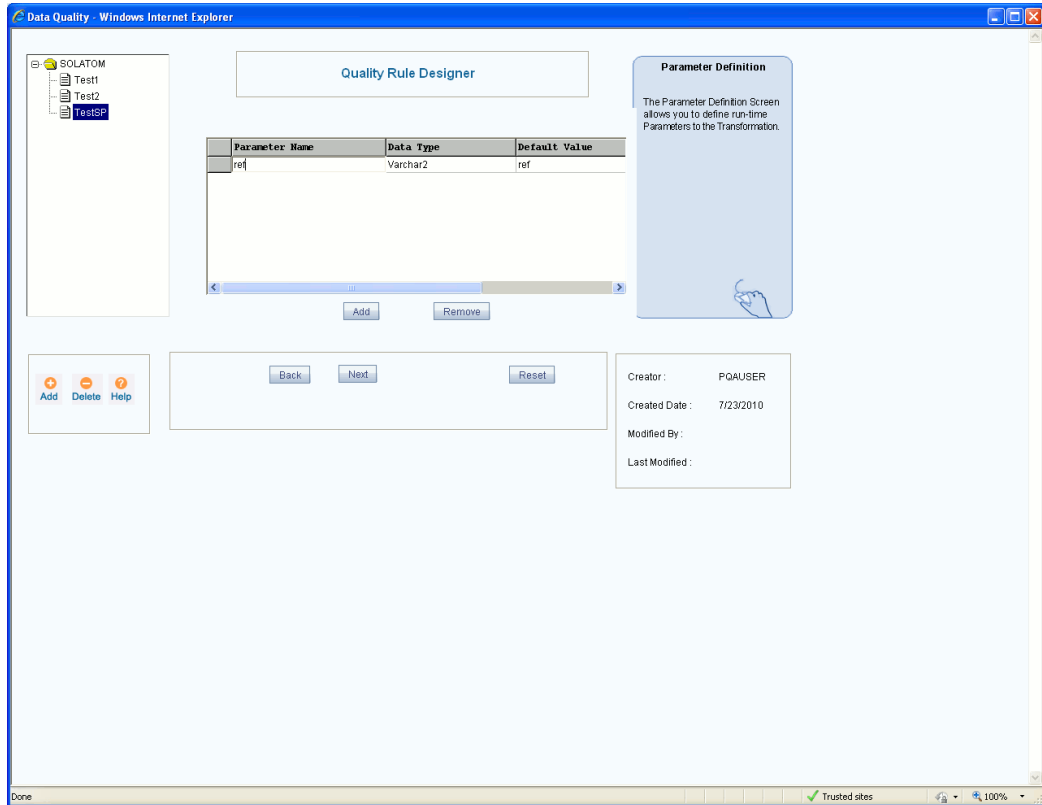 Data Quality - Windows Internet Explorer
SOLATOM
Test1
Test2
TestSP
Quality Rule Designer
Parameter Definition
The Parameter Definition Screen
allows you to define run-time
Parameters to the Transformation.
Parameter Name Data Type Default Value
ref Varchar2 ref
Add Remove
Add Delete Help
Back Next Reset
Creator : PQAUSER
Created Date : 7/23/2010
Modified By :
Last Modified :
Done Trusted sites 100%